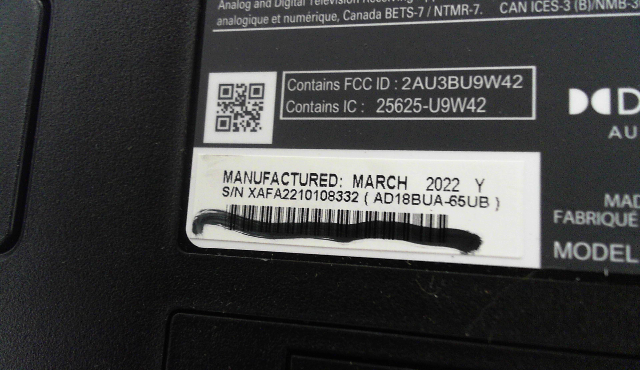 Analog and Digital Television Receiving
analogique et numérique, Canada BETS-7 / NTMR-7. CAN ICES-3 (B)/NMB-3
Contains FCC ID : 2AU3BU9W42
Contains IC : 25625-U9W42
AU
MANUFACTURED: MARCH 2022 Y
S/N XAFA2210108332 ( AD18BUA-65UB )
MAD
FABRIQUÉ
MODEL